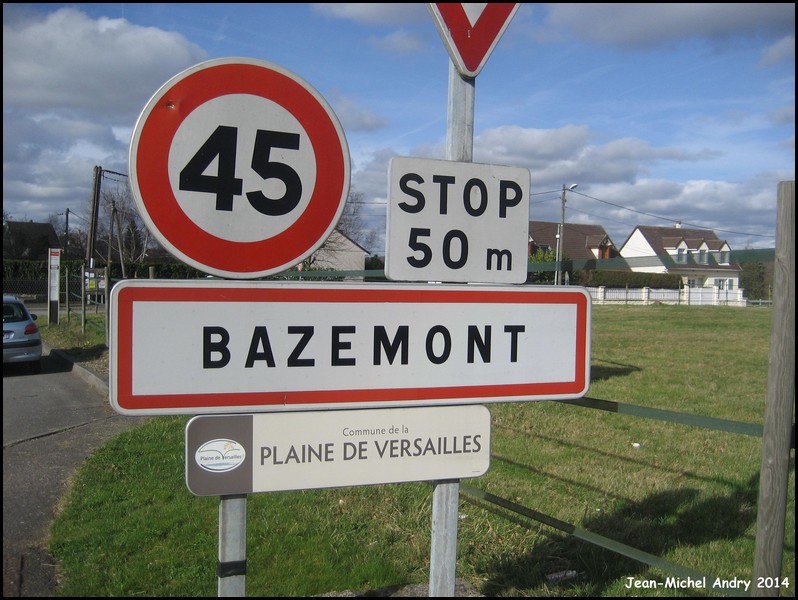 45
STOP
50 m
BAZEMONT
Commune de la
PLAINE DE VERSAILLES
Plaine de Versailles
Jean-Michel Andry 2014